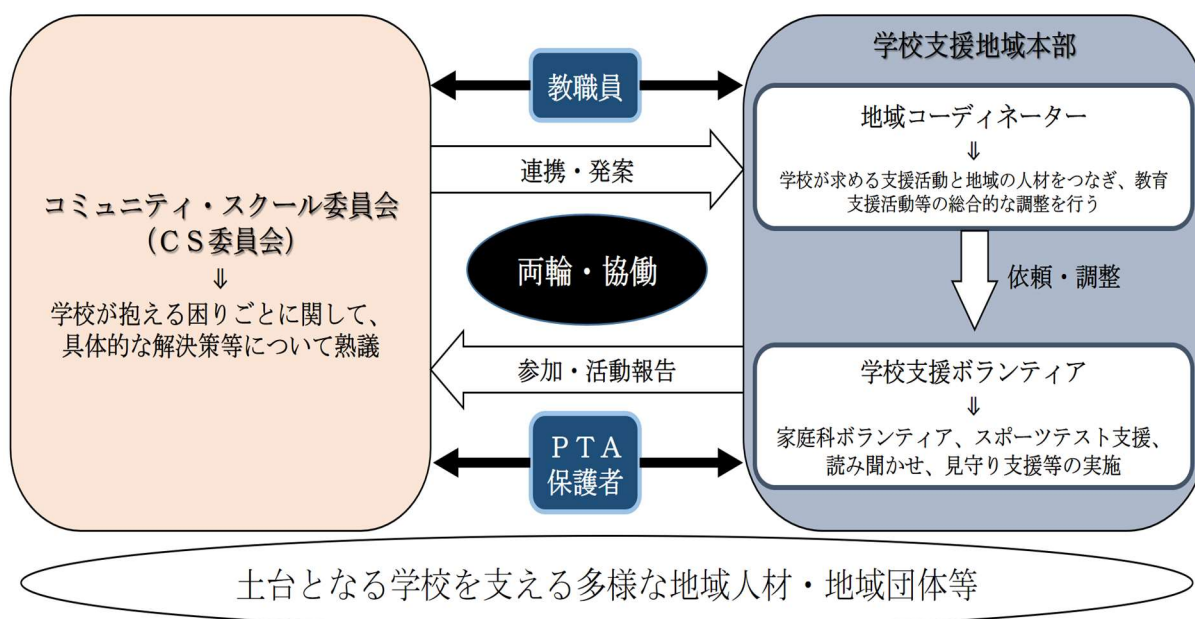 コミュニティ・スクール委員会
（ＣＳ委員会）
⇓
学校が抱える困りごとに関して、
具体的な解決策等について熟議
教職員
連携・発案
両輪・協働
参加・活動報告
ＰＴＡ
保護者
学校支援地域本部
地域コーディネーター
⇓
学校が求める支援活動と地域の人材をつなぎ、教育
支援活動等の総合的な調整を行う
依頼・調整
学校支援ボランティア
⇓
家庭科ボランティア、スポーツテスト支援、
読み聞かせ、見守り支援等の実施
土台となる学校を支える多様な地域人材・地域団体等